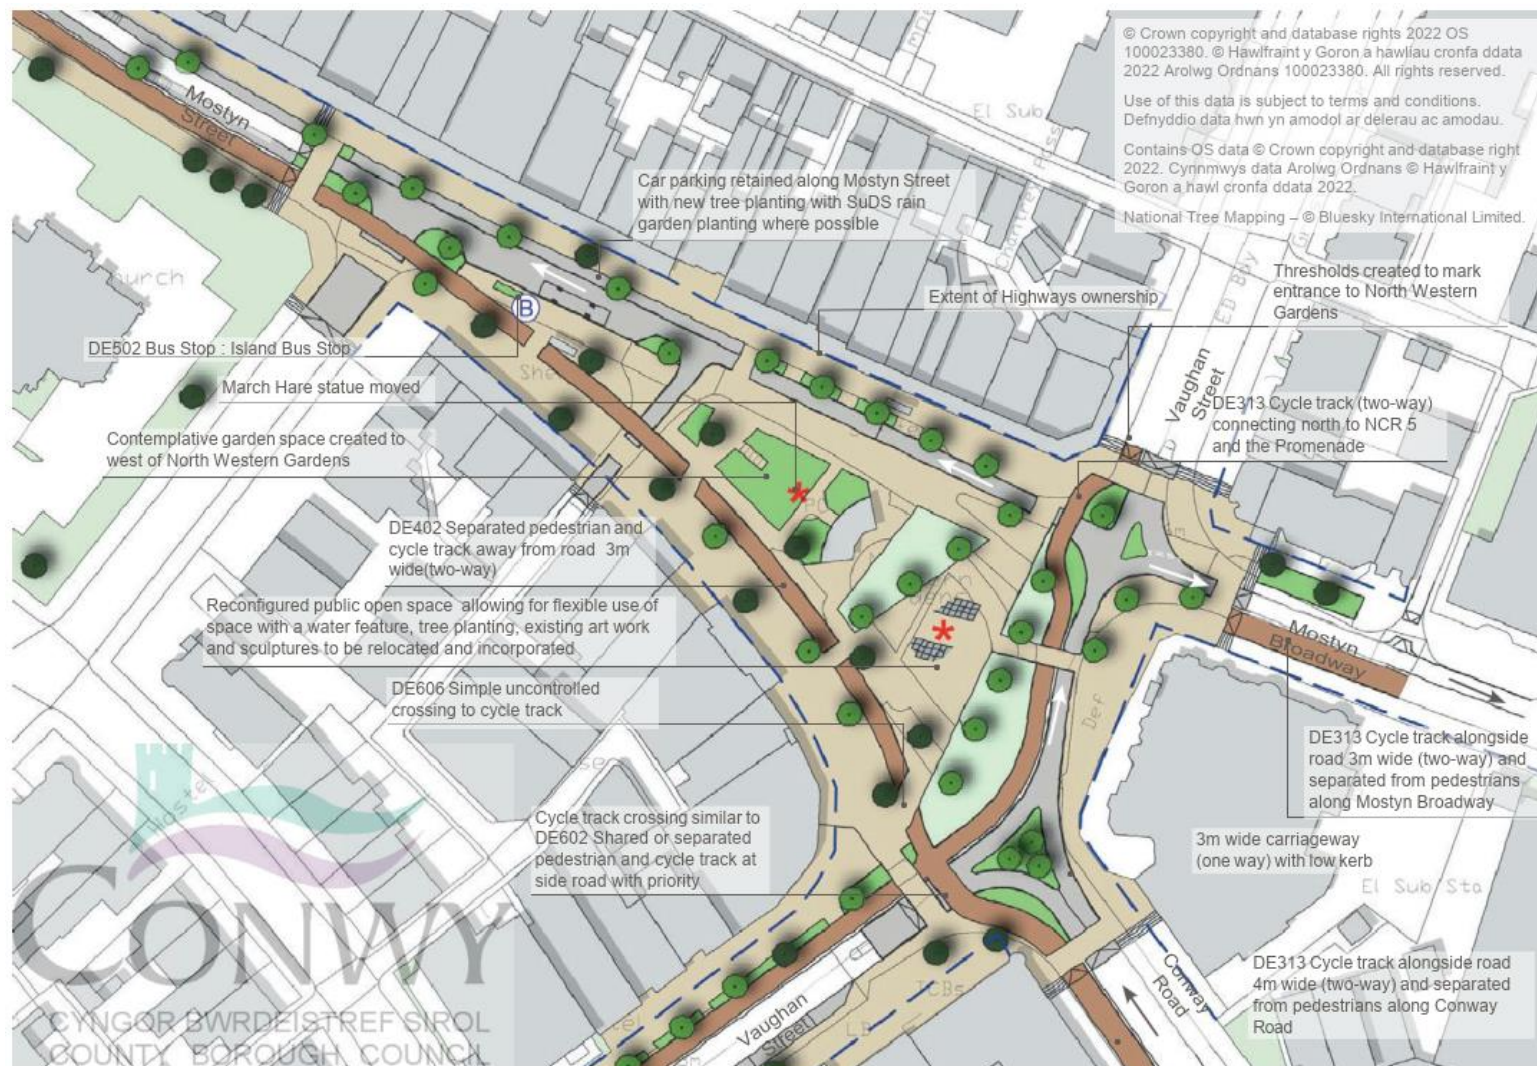 © Crown copyright and database rights 2022 OS
100023380. © Hawlfraint y Goron a hawliau cronfa ddata
2022 Arolwg Ordnans 100023380. All rights reserved.
Use of this data is subject to terms and conditions.
Defnyddio data hwn yn amodol ar delerau ac amodau.
Contains OS data © Crown copyright and database right
2022. Cynnmwys data Arolwg Ordnans © Hawlfraint y
Goron a hawl cronfa ddata 2022.
National Tree Mapping – © Bluesky International Limited.
Mostyn
Street
El Sub
Car parking retained along Mostyn Street
with new tree planting with SuDS rain
garden planting where possible
Thresholds created to mark
entrance to North Western
Gardens
Extent of Highways ownership
B
DE502 Bus Stop : Island Bus Stop
March Hare statue moved
Vaughan
Street
DE313 Cycle track (two-way)
connecting north to NCR 5
and the Promenade
Contemplative garden space created to
west of North Western Gardens
DE402 Separated pedestrian and
cycle track away from road 3m
wide(two-way)
Reconfigured public open space allowing for flexible use of
space with a water feature, tree planting, existing art work
and sculptures to be relocated and incorporated
Mostyn
Broadway
DE606 Simple uncontrolled
crossing to cycle track
Def
DE313 Cycle track alongside
road 3m wide (two-way) and
separated from pedestrians
along Mostyn Broadway
Cycle track crossing similar to
DE602 Shared or separated
pedestrian and cycle track at
side road with priority
3m wide carriageway
(one way) with low kerb
El Sub Sta
CONWY
CYNGOR BWRDEISTREF SIROL
COUNTY BOROUGH COUNCIL
Conway
Road
DE313 Cycle track alongside road
4m wide (two-way) and separated
from pedestrians along Conway
Road
TCBs
LB
Vaughan
Street